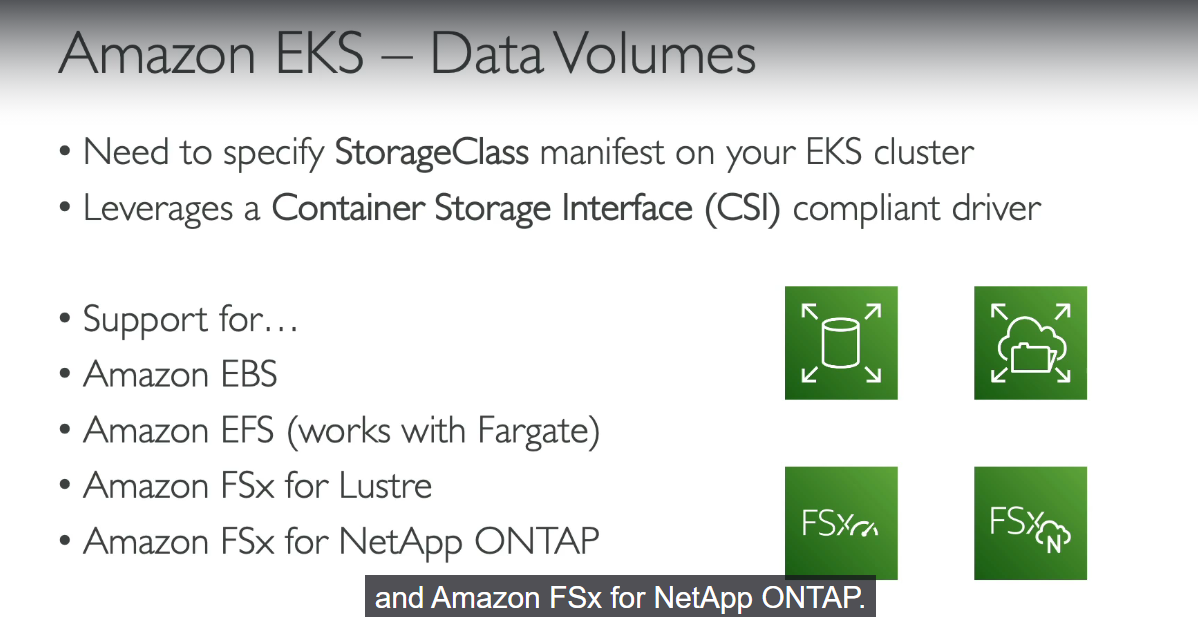 Amazon EKS – Data Volumes
• Need to specify StorageClass manifest on your EKS cluster
• Leverages a Container Storage Interface (CSI) compliant driver
• Support for…
• Amazon EBS
• Amazon EFS (works with Fargate)
• Amazon FSx for Lustre
• Amazon FSx for NetApp ONTAP
FSx
FSx
N
and Amazon FSx for NetApp ONTAP.